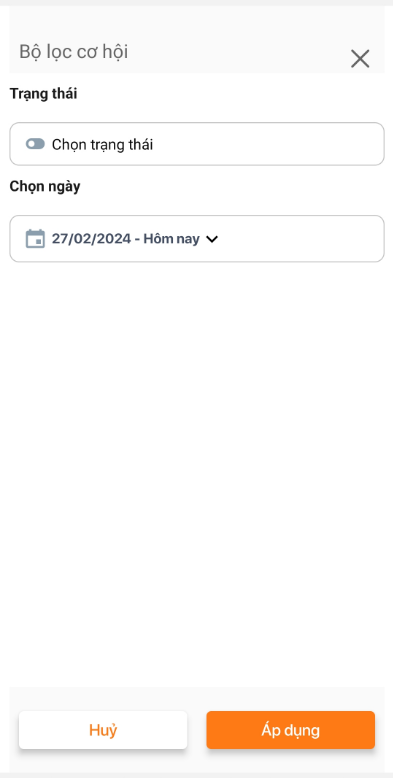 Bộ lọc cơ hội
Trạng thái
Chọn trạng thái
Chọn ngày
27/02/2024 - Hôm nay
Huỷ
Áp dụng